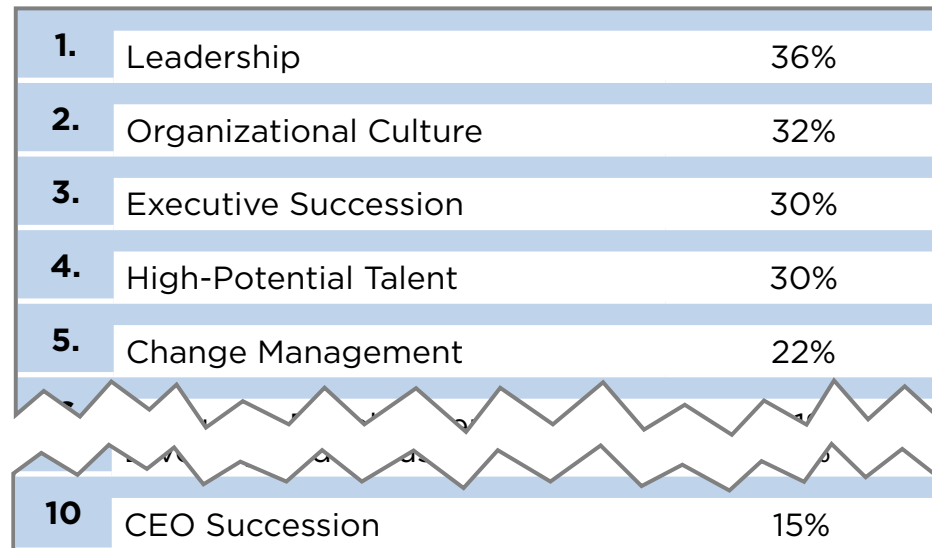 1. Leadership 36%
2. Organizational Culture 32%
3. Executive Succession 30%
4. High-Potential Talent 30%
5. Change Management 22%
10 CEO Succession 15%